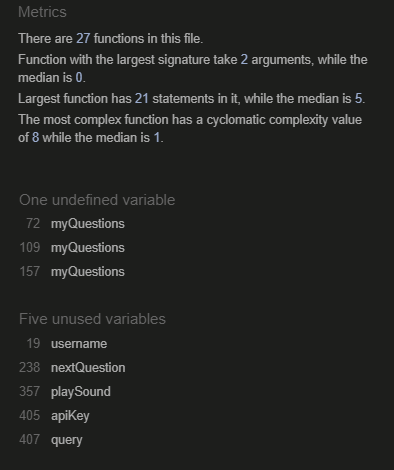 Metrics
There are 27 functions in this file.
Function with the largest signature take 2 arguments, while the
median is 0.
Largest function has 21 statements in it, while the median is 5.
The most complex function has a cyclomatic complexity value
of 8 while the median is 1.
One undefined variable
72 myQuestions
109 myQuestions
157 myQuestions
Five unused variables
19 username
238 nextQuestion
357 playSound
405 apiKey
407 query